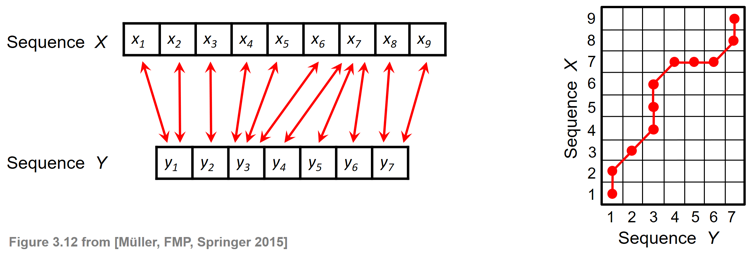 Sequence X x1 x2 x3 x4 x5 x6 x7 x8 x9
Sequence Y y1 y2 y3 y4 y5 y6 y7
Figure 3.12 from [Müller, FMP, Springer 2015]
Sequence X
9
8
7
6
5
4
3
2
1
1 2 3 4 5 6 7
Sequence Y